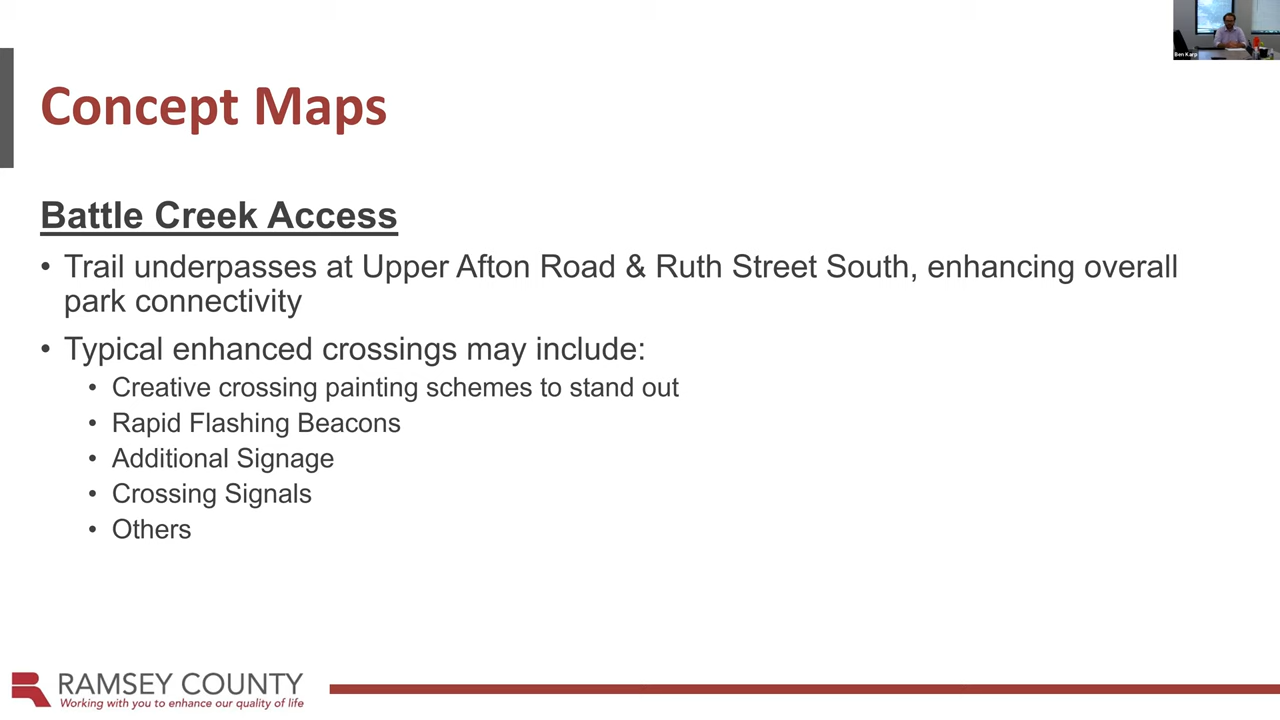 Ben Karp
Concept Maps
Battle Creek Access
• Trail underpasses at Upper Afton Road & Ruth Street South, enhancing overall
park connectivity
• Typical enhanced crossings may include:
• Creative crossing painting schemes to stand out
• Rapid Flashing Beacons
• Additional Signage
• Crossing Signals
• Others
RAMSEY COUNTY
Working with you to enhance our quality of life